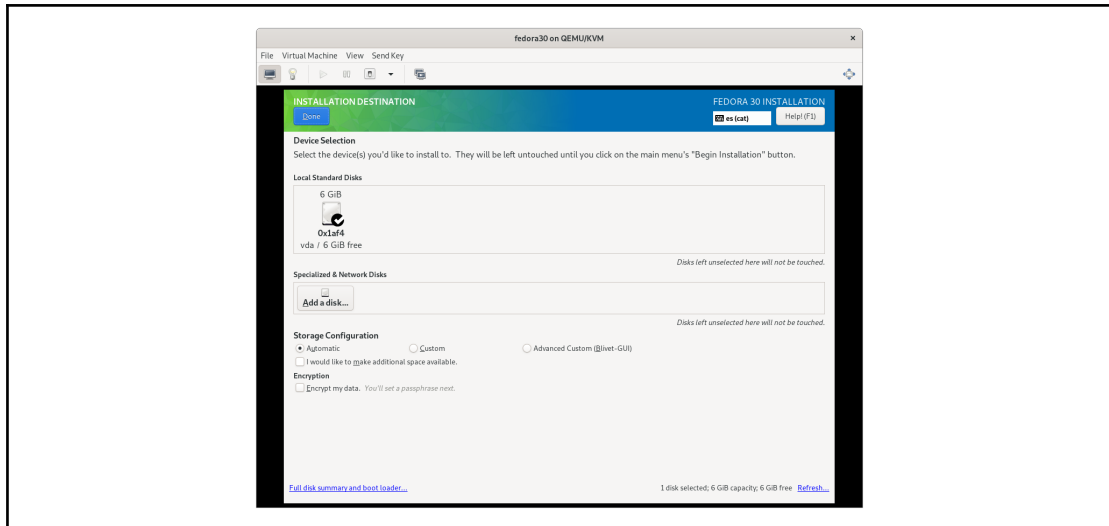 fedora30 on QEMU/KVM
File Virtual Machine View Send Key
INSTALLATION DESTINATION
FEDORA 30 INSTALLATION
Done
es (cat)
Help! (F1)
Device Selection
Select the device(s) you'd like to install to. They will be left untouched until you click on the main menu's "Begin Installation" button.
Local Standard Disks
6 GiB
0x1af4
vda / 6 GiB free
Disks left unselected here will not be touched.
Specialized & Network Disks
Add a disk...
Disks left unselected here will not be touched.
Storage Configuration
Automatic Custom Advanced Custom (Blivet-GUI)
I would like to make additional space available.
Encryption
Encrypt my data. You'll set a passphrase next.
Full disk summary and boot loader...
1 disk selected; 6 GiB capacity; 6 GiB free Refresh...